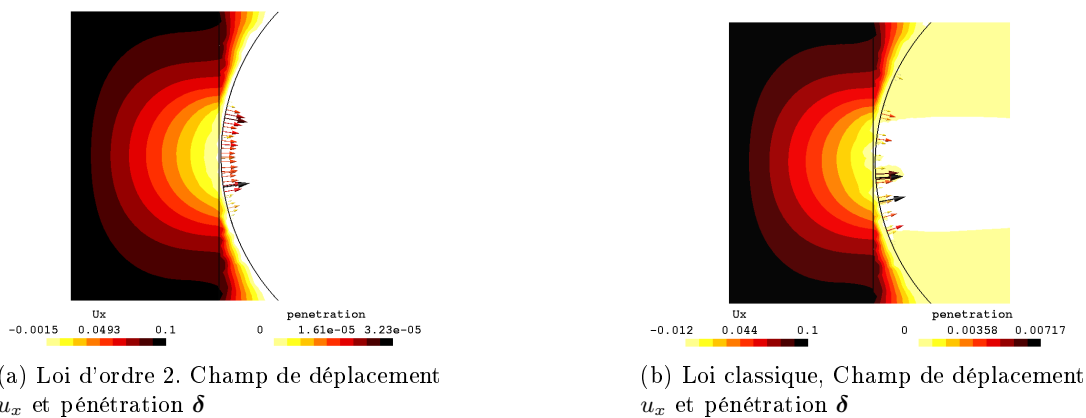 Ux
-0.0015 0.0493 0.1
penetration
0 1.61e-05 3.23e-05
(a) Loi d'ordre 2. Champ de déplacement
uₓ et pénétration δ
Ux
-0.012 0.044 0.1
penetration
0 0.00358 0.00717
(b) Loi classique, Champ de déplacement
uₓ et pénétration δ